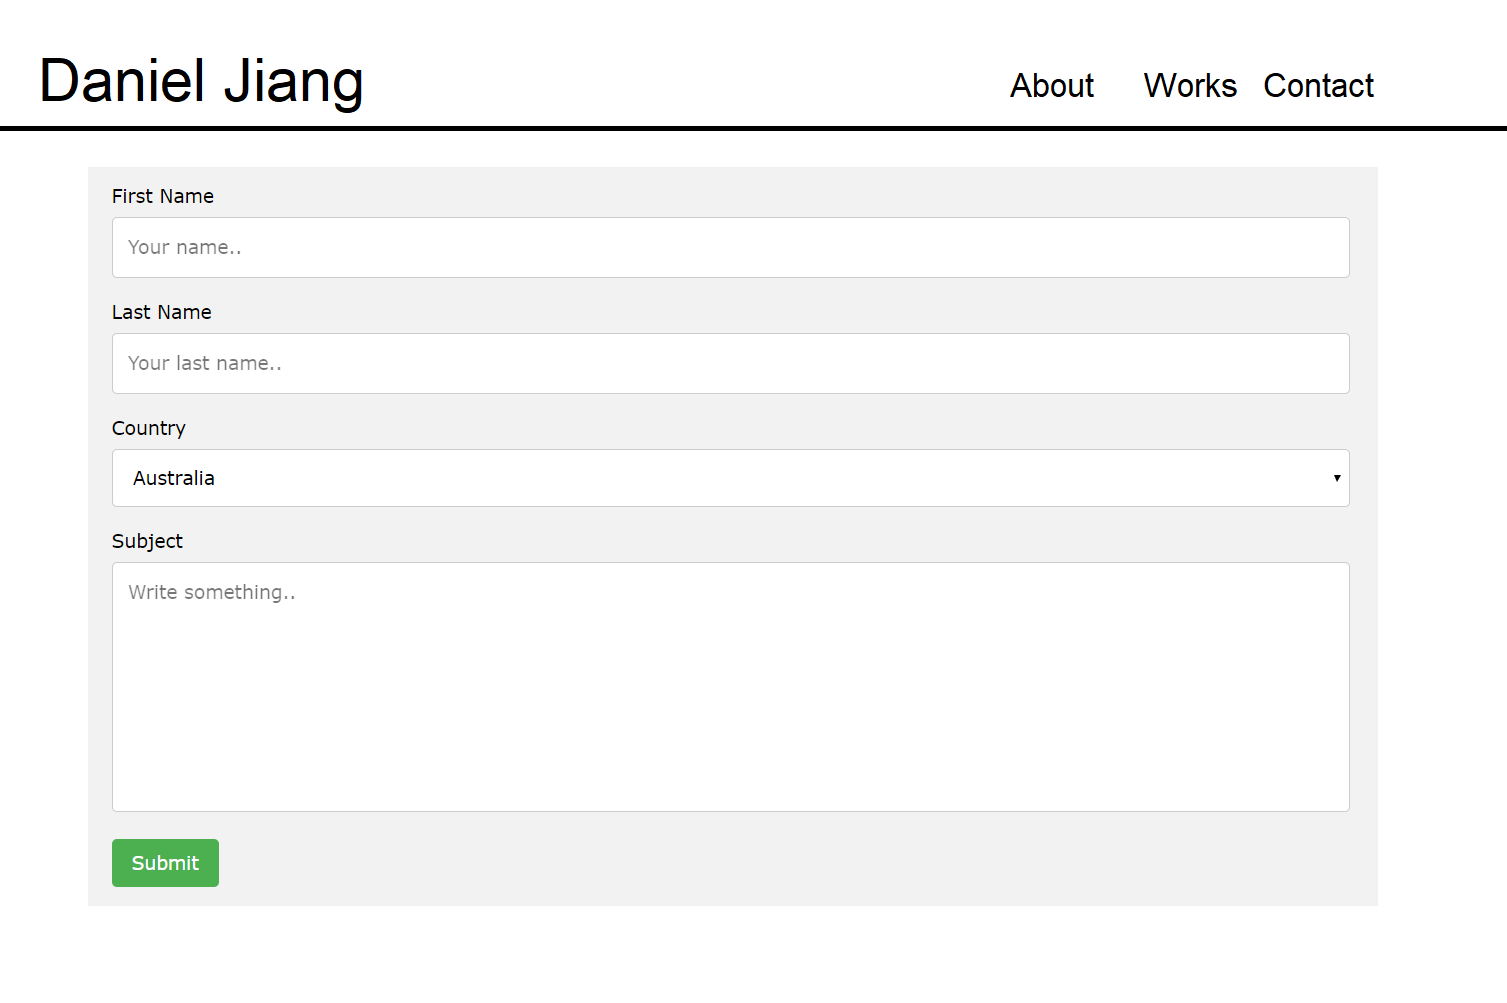 Daniel Jiang
About Works Contact
First Name
Your name..
Last Name
Your last name..
Country
Australia
Subject
Write something..
Submit